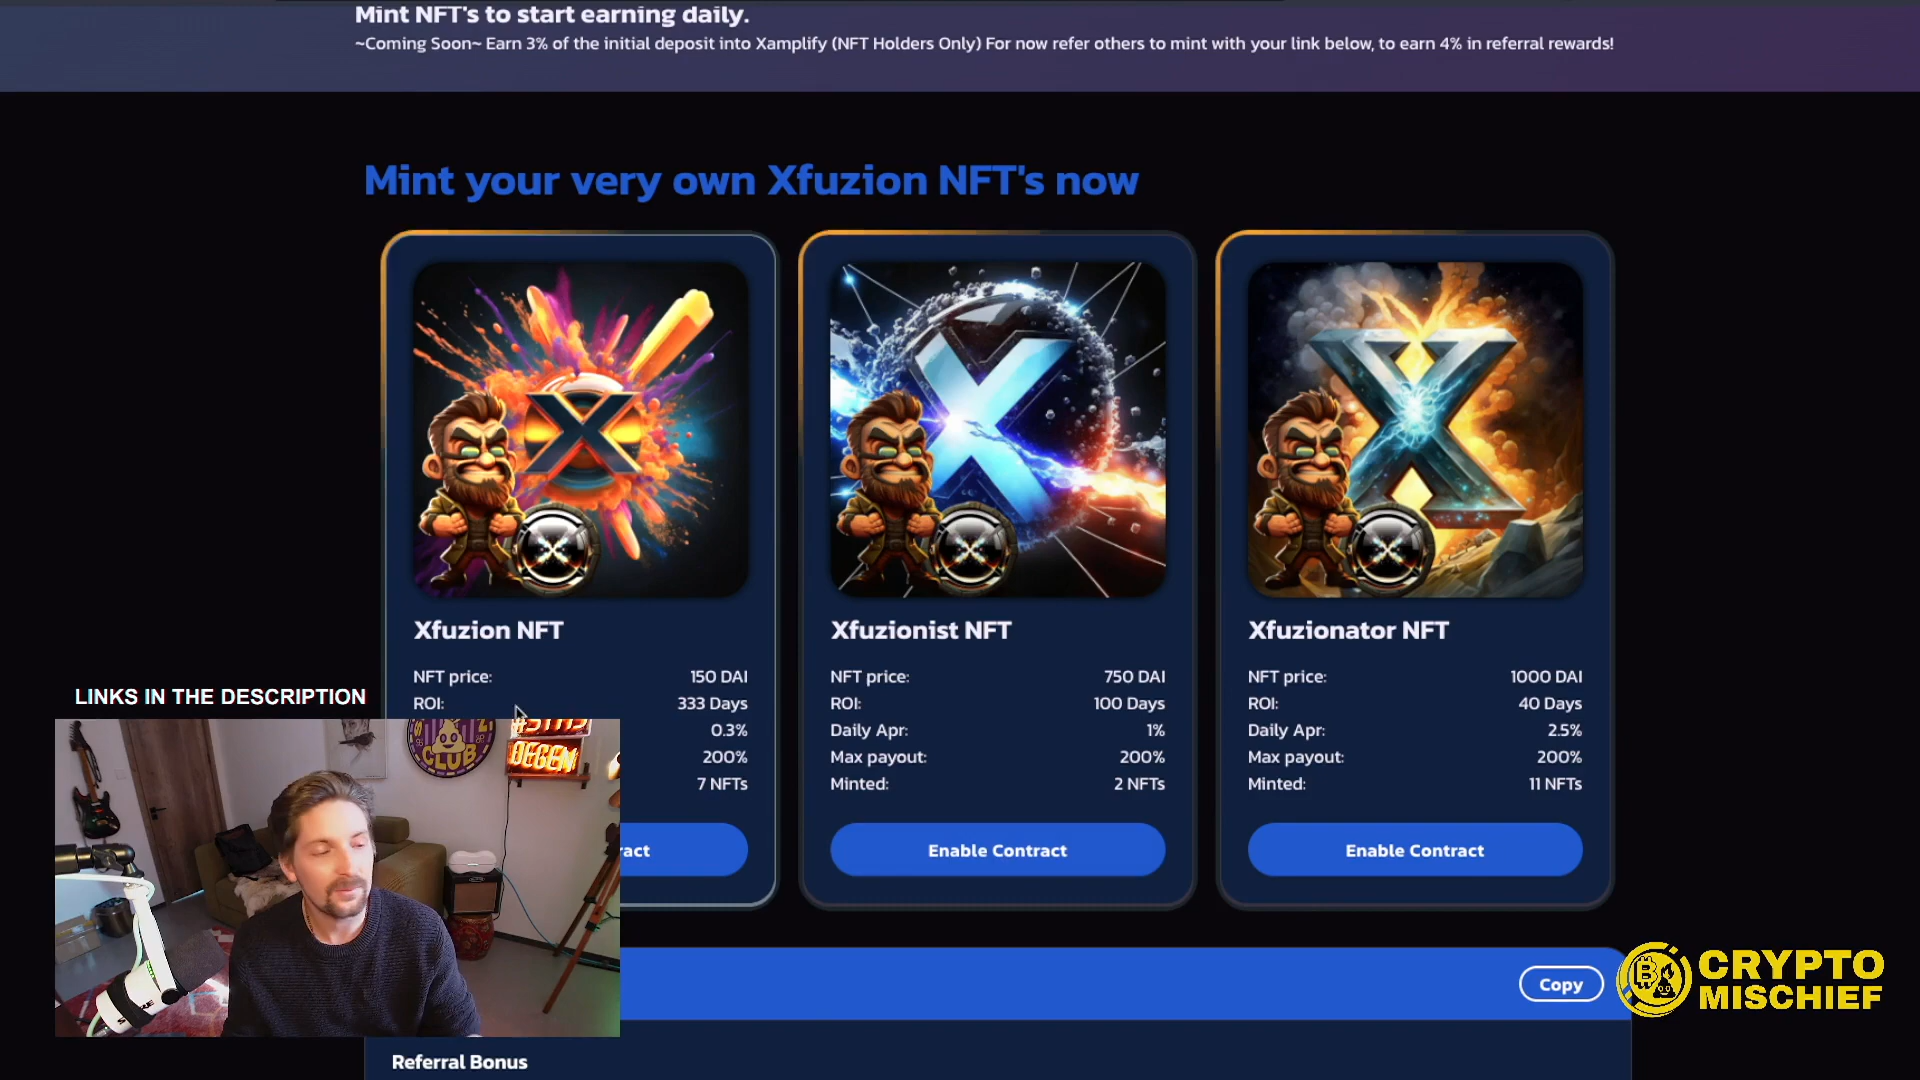 Mint NFT's to start earning daily.
~Coming Soon~ Earn 3% of the initial deposit into Xamplify (NFT Holders Only) For now refer others to mint with your link below, to earn 4% in referral rewards!
Mint your very own Xfuzion NFT's now
Xfuzion NFT
NFT price: 150 DAI
ROI: 333 Days
0.3%
200%
7 NFTs
ract
Xfuzionist NFT
NFT price: 750 DAI
ROI: 100 Days
Daily Apr: 1%
Max payout: 200%
Minted: 2 NFTs
Enable Contract
Xfuzionator NFT
NFT price: 1000 DAI
ROI: 40 Days
Daily Apr: 2.5%
Max payout: 200%
Minted: 11 NFTs
Enable Contract
LINKS IN THE DESCRIPTION
CLUB
DEGEN
Copy
CRYPTO
MISCHIEF
Referral Bonus